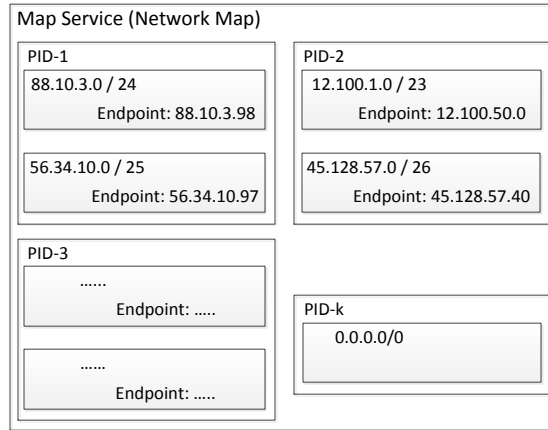 Map Service (Network Map)
PID-1
88.10.3.0 / 24
Endpoint: 88.10.3.98
56.34.10.0 / 25
Endpoint: 56.34.10.97
PID-2
12.100.1.0 / 23
Endpoint: 12.100.50.0
45.128.57.0 / 26
Endpoint: 45.128.57.40
PID-3
……
Endpoint: …..
……
Endpoint: …..
PID-k
0.0.0.0/0